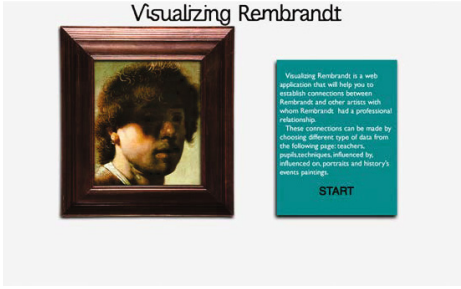 Visualizing Rembrandt
Visualizing Rembrandt is a web
application that will help you to
establish connections between
Rembrandt and other artists with
whom Rembrandt had a professional
relationship.
These connections can be made by
choosing different type of data from
the following page: teachers,
pupils,techniques, influenced by,
influenced on, portraits and history's
events paintings.
START